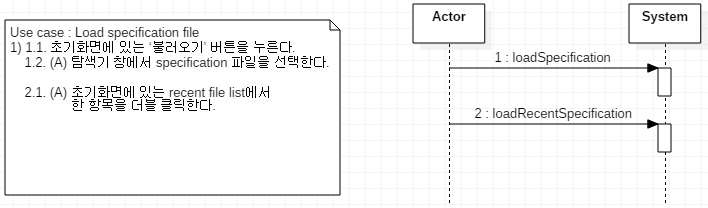 Use case : Load specification file
1) 1.1. 초기화면에 있는 '불러오기' 버튼을 누른다.
1.2. (A) 탐색기 창에서 specification 파일을 선택한다.
2.1. (A) 초기화면에 있는 recent file list에서
한 항목을 더블 클릭한다.
Actor
System
1 : loadSpecification
2 : loadRecentSpecification